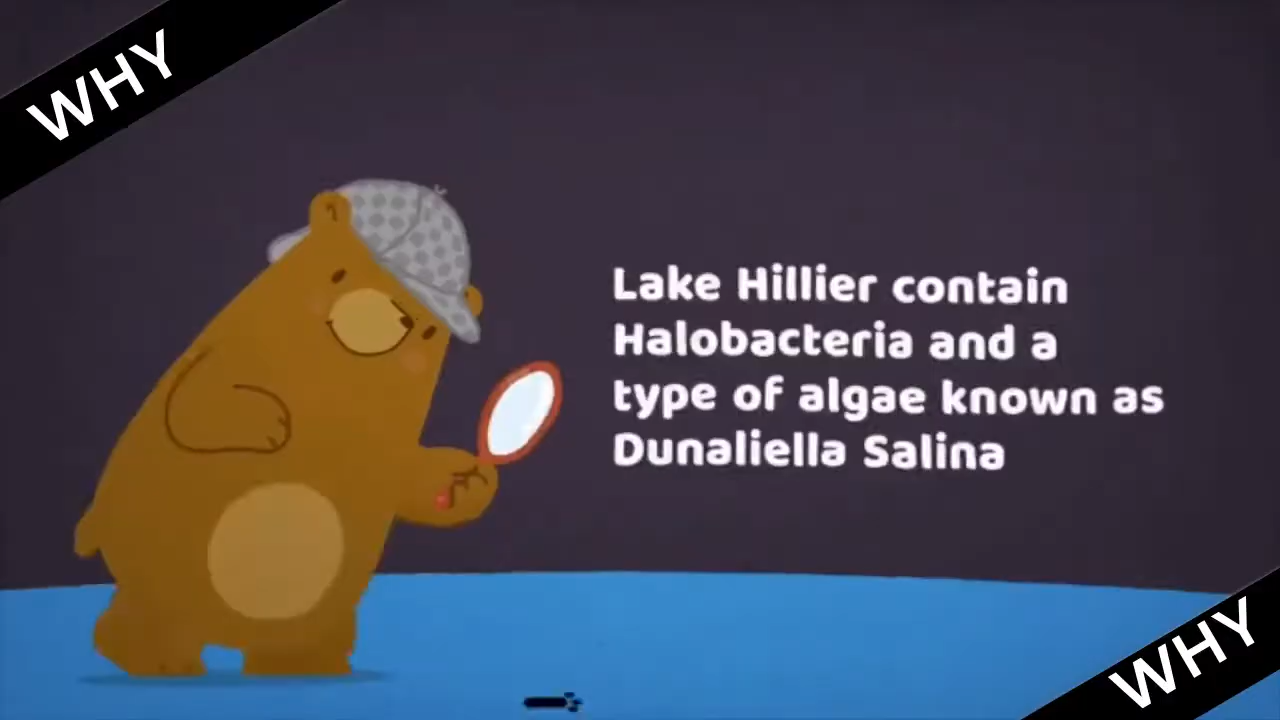 WHY
Lake Hillier contain
Halobacteria and a
type of algae known as
Dunaliella Salina
WHY